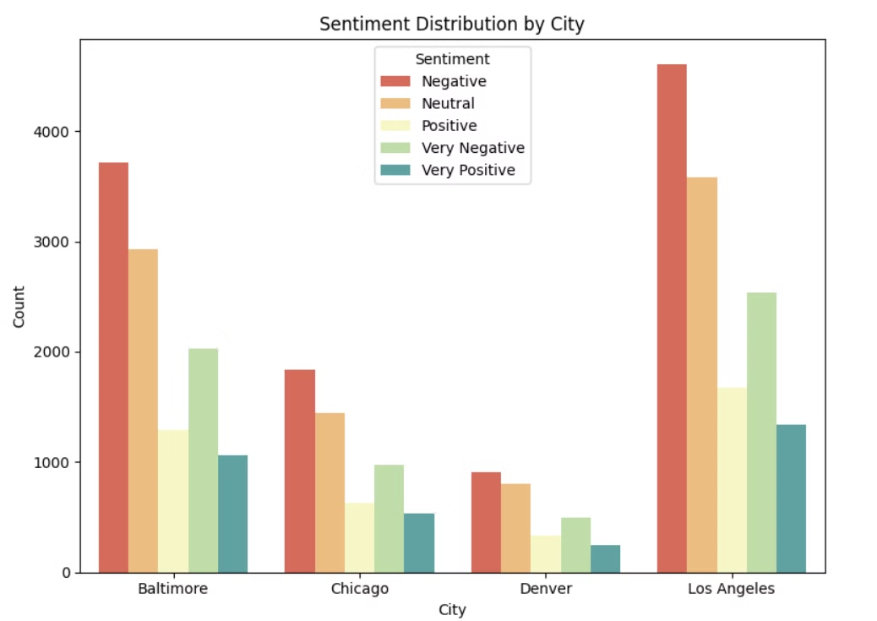 Sentiment Distribution by City
Sentiment
Negative
Neutral
Positive
Very Negative
Very Positive
4000
3000
2000
1000
0
Count
Baltimore
Chicago
Denver
Los Angeles
City